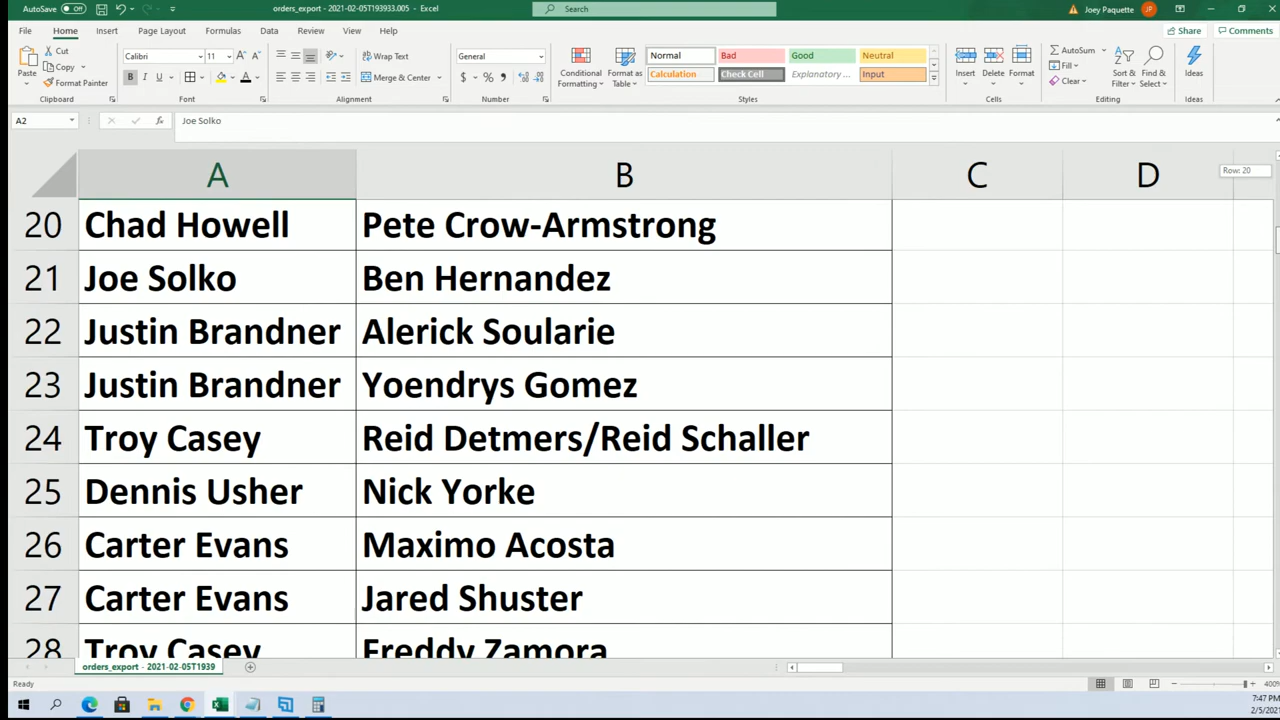 AutoSave Off orders_export - 2021-02-05T193933.005 - Excel Search Joey Paquette JP
File Home Insert Page Layout Formulas Data Review View Help Share Comments
Paste Cut Copy Format Painter Clipboard
Calibri 11 A A B I U A Font
Wrap Text Merge & Center Alignment
General $ % Number
Conditional Formatting Format as Table
Normal Bad Good Neutral
Calculation Check Cell Explanatory ... Input
Styles
Insert Delete Format Cells
AutoSum Fill Clear Sort & Filter Find & Select Editing
Ideas Ideas
A2 fx Joe Solko
A B C D
Row: 20
20 Chad Howell Pete Crow-Armstrong
21 Joe Solko Ben Hernandez
22 Justin Brandner Alerick Soularie
23 Justin Brandner Yoendrys Gomez
24 Troy Casey Reid Detmers/Reid Schaller
25 Dennis Usher Nick Yorke
26 Carter Evans Maximo Acosta
27 Carter Evans Jared Shuster
28 Troy Casey Freddy Zamora
orders_export - 2021-02-05T1939
Ready 400%
7:47 PM
2/5/2021